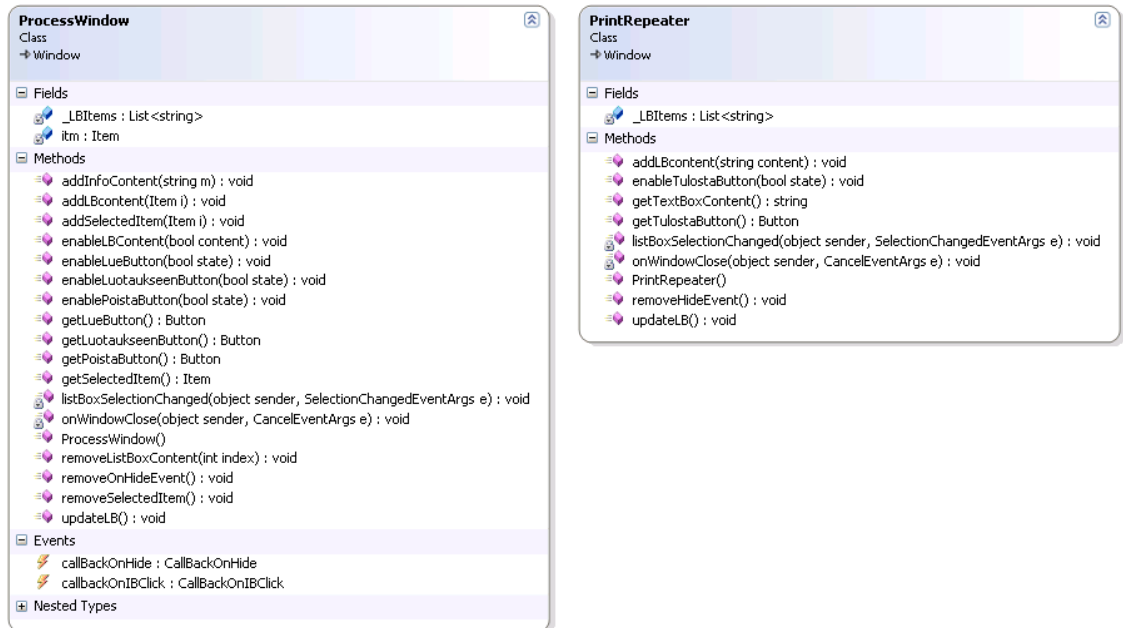 ProcessWindow
Class
Window
Fields
_LBItems : List<string>
itm : Item
Methods
addInfoContent(string m) : void
addLBcontent(Item i) : void
addSelectedItem(Item i) : void
enableLBContent(bool content) : void
enableLueButton(bool state) : void
enableLuotaukseenButton(bool state) : void
enablePoistaButton(bool state) : void
getLueButton() : Button
getLuotaukseenButton() : Button
getPoistaButton() : Button
getSelectedItem() : Item
listBoxSelectionChanged(object sender, SelectionChangedEventArgs e) : void
onWindowClose(object sender, CancelEventArgs e) : void
ProcessWindow()
removeListBoxContent(int index) : void
removeOnHideEvent() : void
removeSelectedItem() : void
updateLB() : void
Events
callBackOnHide : CallBackOnHide
callbackOnIBClick : CallBackOnIBClick
Nested Types
PrintRepeater
Class
Window
Fields
_LBItems : List<string>
Methods
addLBcontent(string content) : void
enableTulostaButton(bool state) : void
getTextBoxContent() : string
getTulostaButton() : Button
listBoxSelectionChanged(object sender, SelectionChangedEventArgs e) : void
onWindowClose(object sender, CancelEventArgs e) : void
PrintRepeater()
removeHideEvent() : void
updateLB() : void